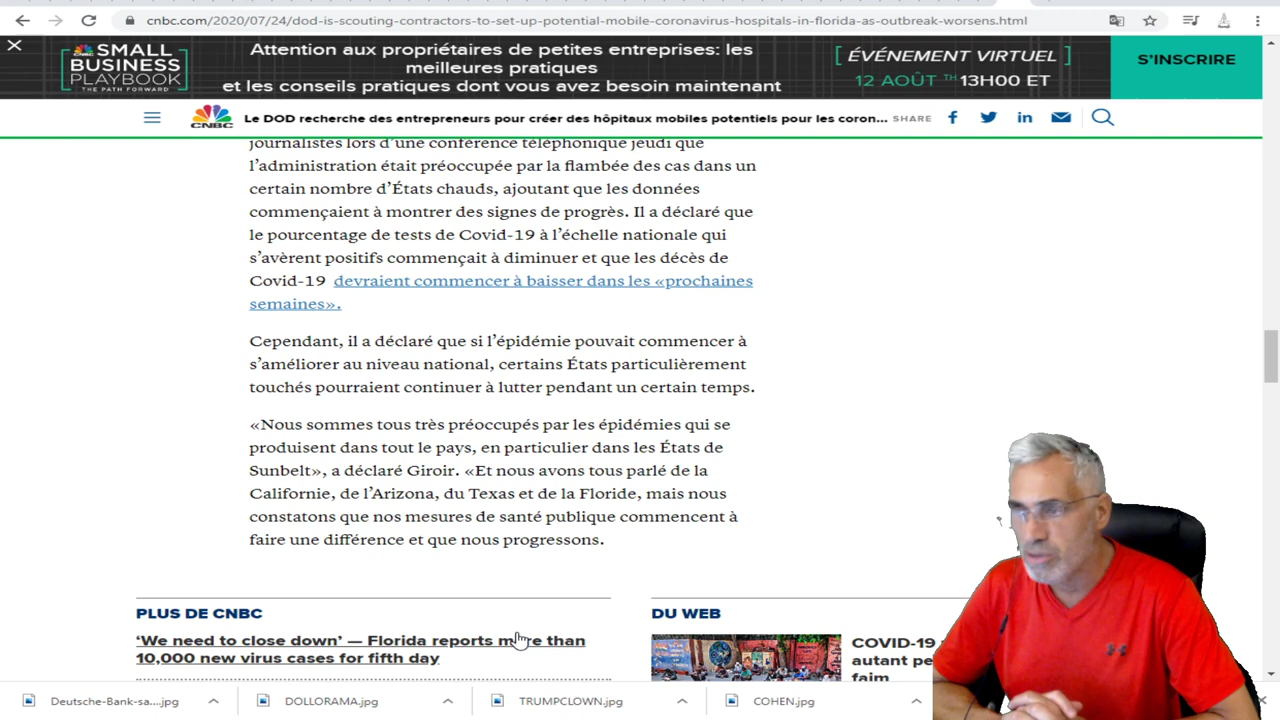 cnbc.com/2020/07/24/dod-is-scouting-contractors-to-set-up-potential-mobile-coronavirus-hospitals-in-florida-as-outbreak-worsens.html
CNBC SMALL
BUSINESS
PLAYBOOK
THE PATH FORWARD
Attention aux propriétaires de petites entreprises: les
meilleures pratiques
et les conseils pratiques dont vous avez besoin maintenant
[ ÉVÉNEMENT VIRTUEL ]
12 AOÛT TH 13H00 ET
S'INSCRIRE
CNBC
Le DOD recherche des entrepreneurs pour créer des hôpitaux mobiles potentiels pour les coron...
SHARE
journalistes lors d'une conférence téléphonique jeudi que
l'administration était préoccupée par la flambée des cas dans un
certain nombre d'États chauds, ajoutant que les données
commençaient à montrer des signes de progrès. Il a déclaré que
le pourcentage de tests de Covid-19 à l'échelle nationale qui
s'avèrent positifs commençait à diminuer et que les décès de
Covid-19 devraient commencer à baisser dans les «prochaines
semaines».
Cependant, il a déclaré que si l'épidémie pouvait commencer à
s'améliorer au niveau national, certains États particulièrement
touchés pourraient continuer à lutter pendant un certain temps.
«Nous sommes tous très préoccupés par les épidémies qui se
produisent dans tout le pays, en particulier dans les États de
Sunbelt», a déclaré Giroir. «Et nous avons tous parlé de la
Californie, de l'Arizona, du Texas et de la Floride, mais nous
constatons que nos mesures de santé publique commencent à
faire une différence et que nous progressons.
PLUS DE CNBC
'We need to close down' — Florida reports more than
10,000 new virus cases for fifth day
DU WEB
COVID-19
autant pe
faim
Deutsche-Bank-sa....jpg
DOLLORAMA.jpg
TRUMPCLOWN.jpg
COHEN.jpg